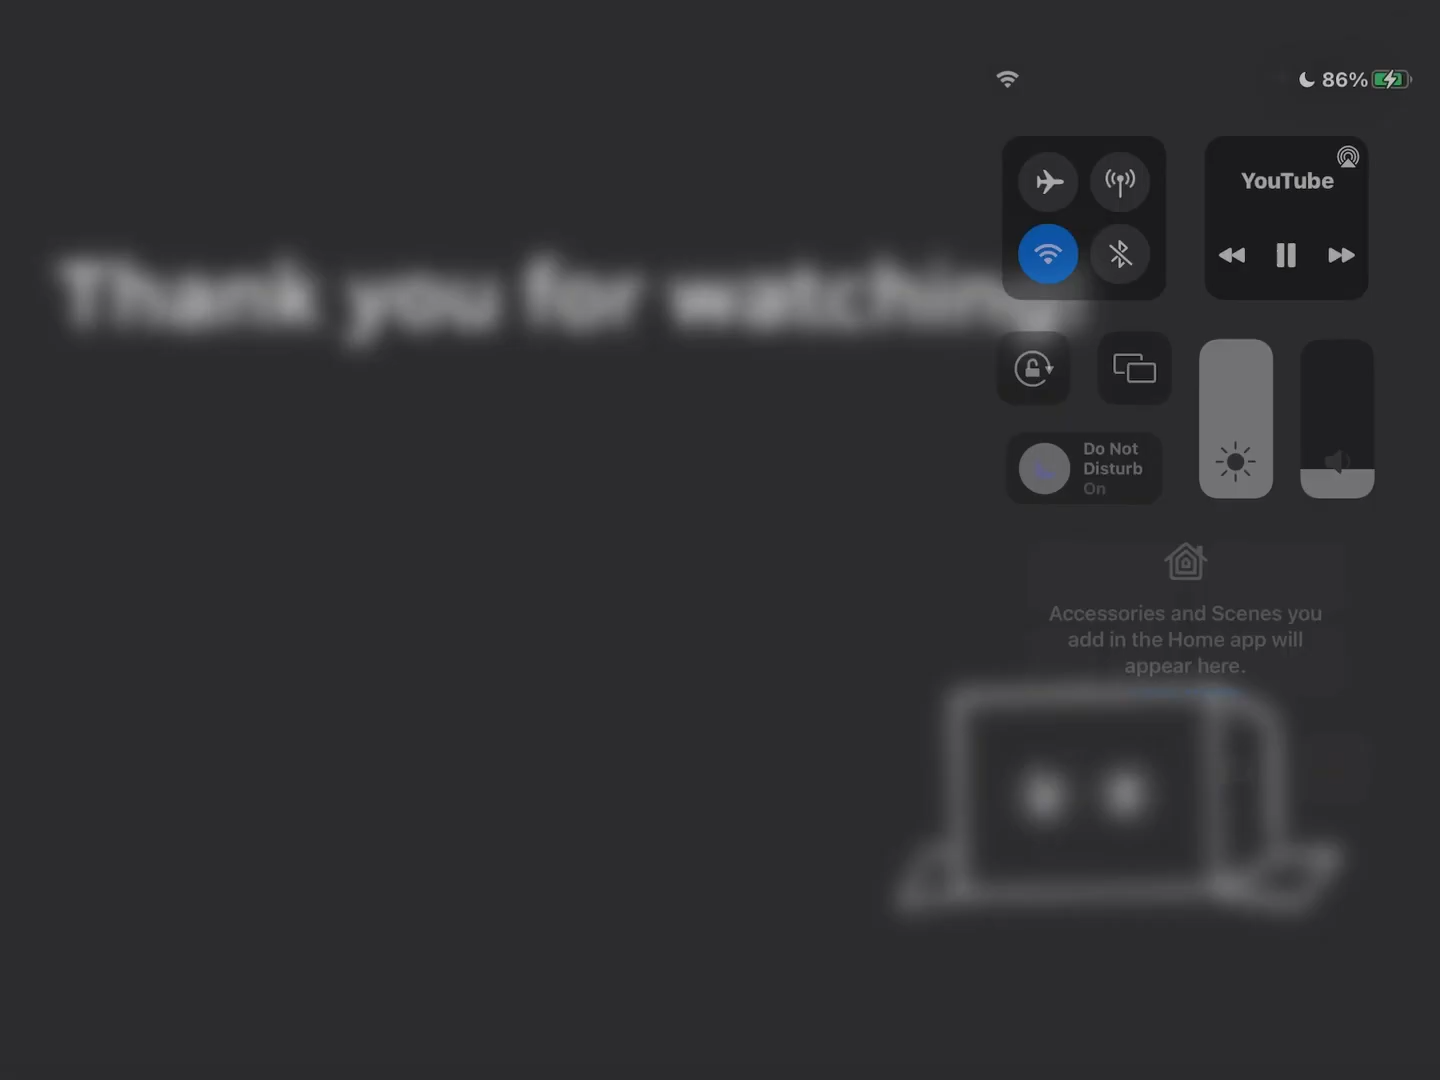 86%
YouTube
Thank you for watching
Do Not
Disturb
On
Accessories and Scenes you
add in the Home app will
appear here.